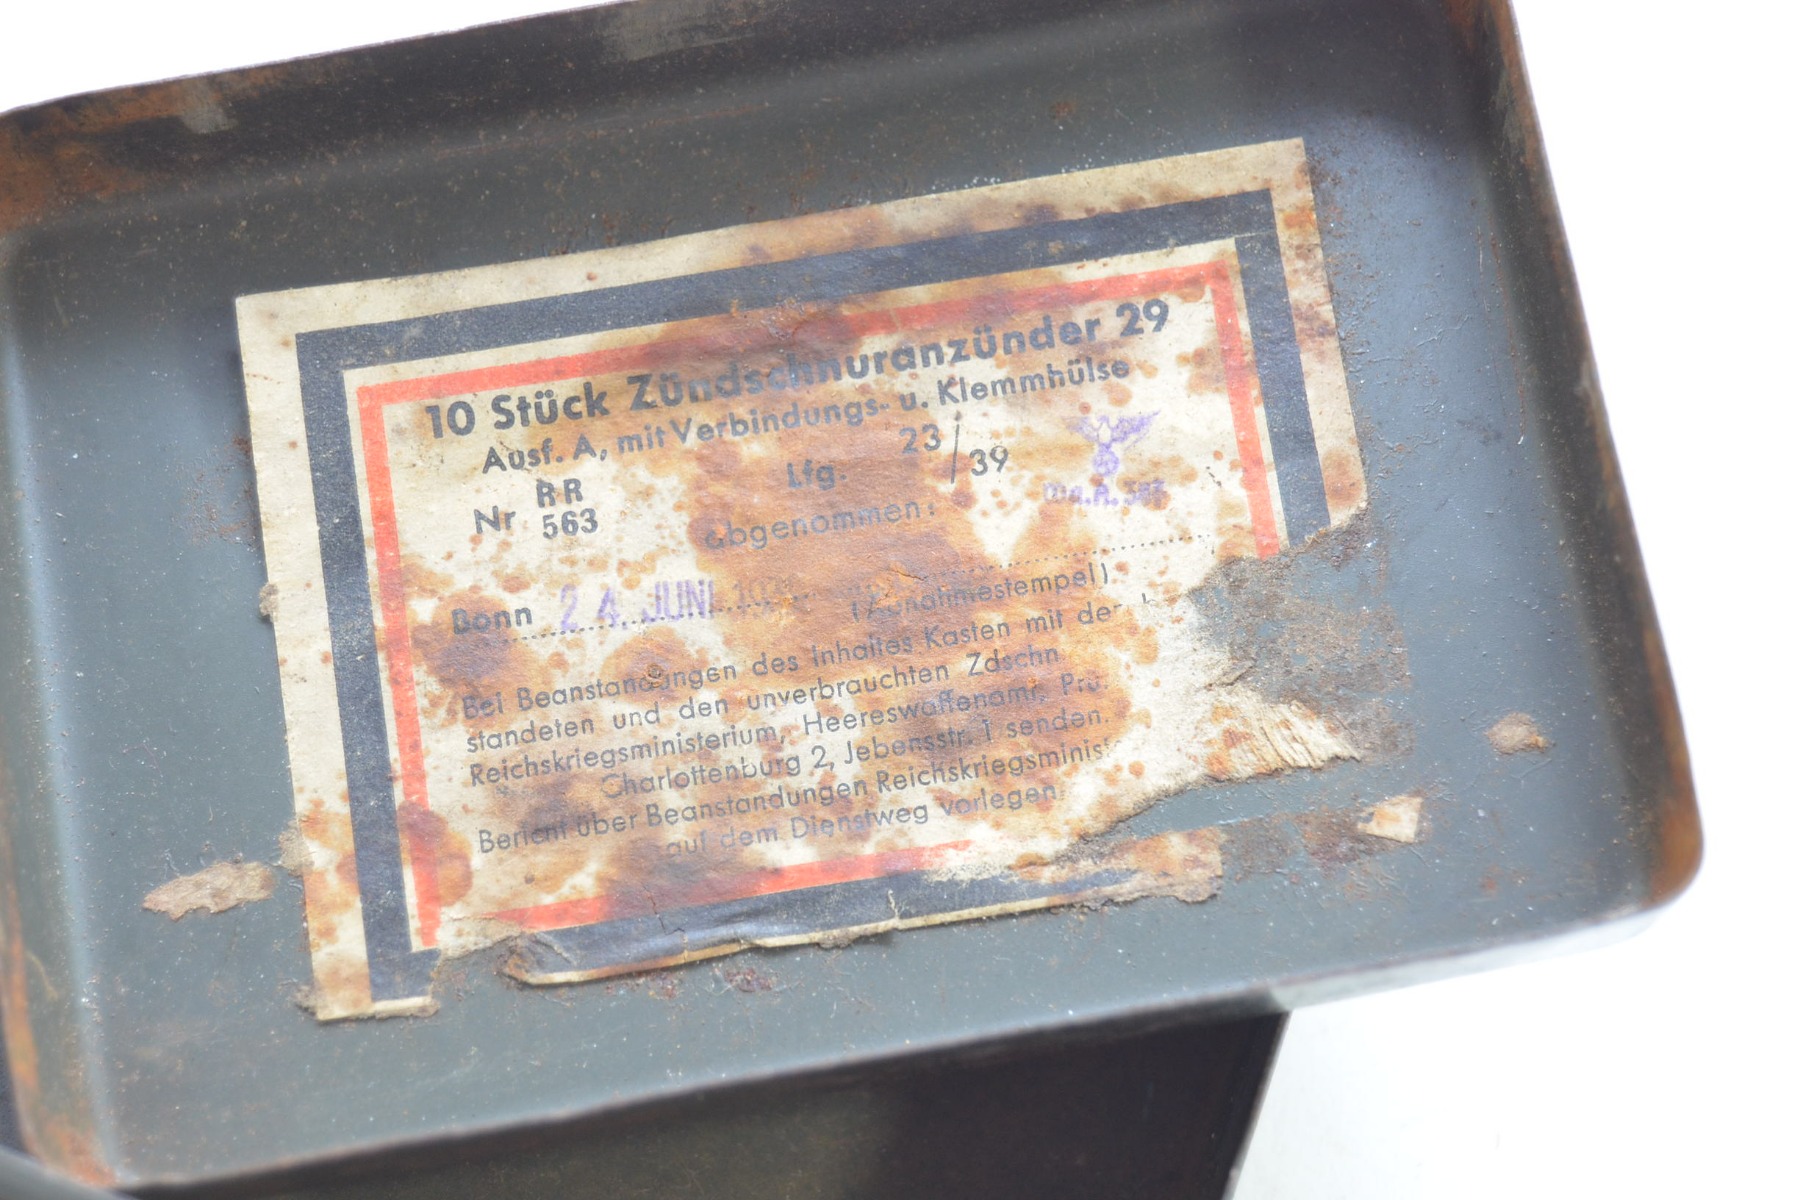 10 Stück Zündschnuranzünder 29
Ausf. A, mit Verbindungs- u. Klemmhülse
Nr RR 563 Lfg. 23/39
abgenommen:
Bonn 24. JUNI (Abnahmestempel)
Bei Beanstandungen des Inhaltes Kasten mit den
standeten und den unverbrauchten Zdschn
Reichskriegsministerium, Heereswaffenamt, Prü
Charlottenburg 2, Jebensstr. 1 senden.
Bericht über Beanstandungen Reichskriegsminist
auf dem Dienstweg vorlegen